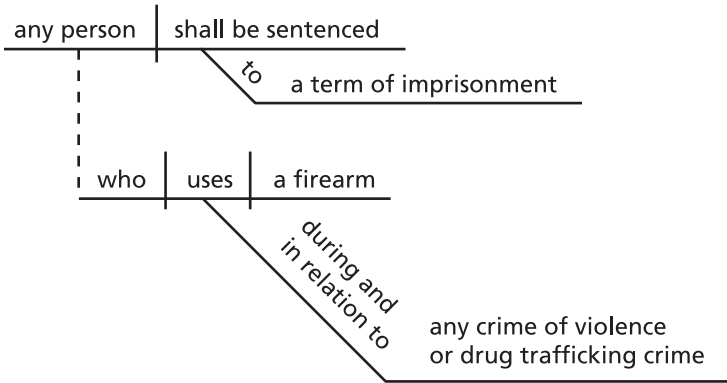 any person shall be sentenced
to
a term of imprisonment
who uses a firearm
during and
in relation to
any crime of violence
or drug trafficking crime